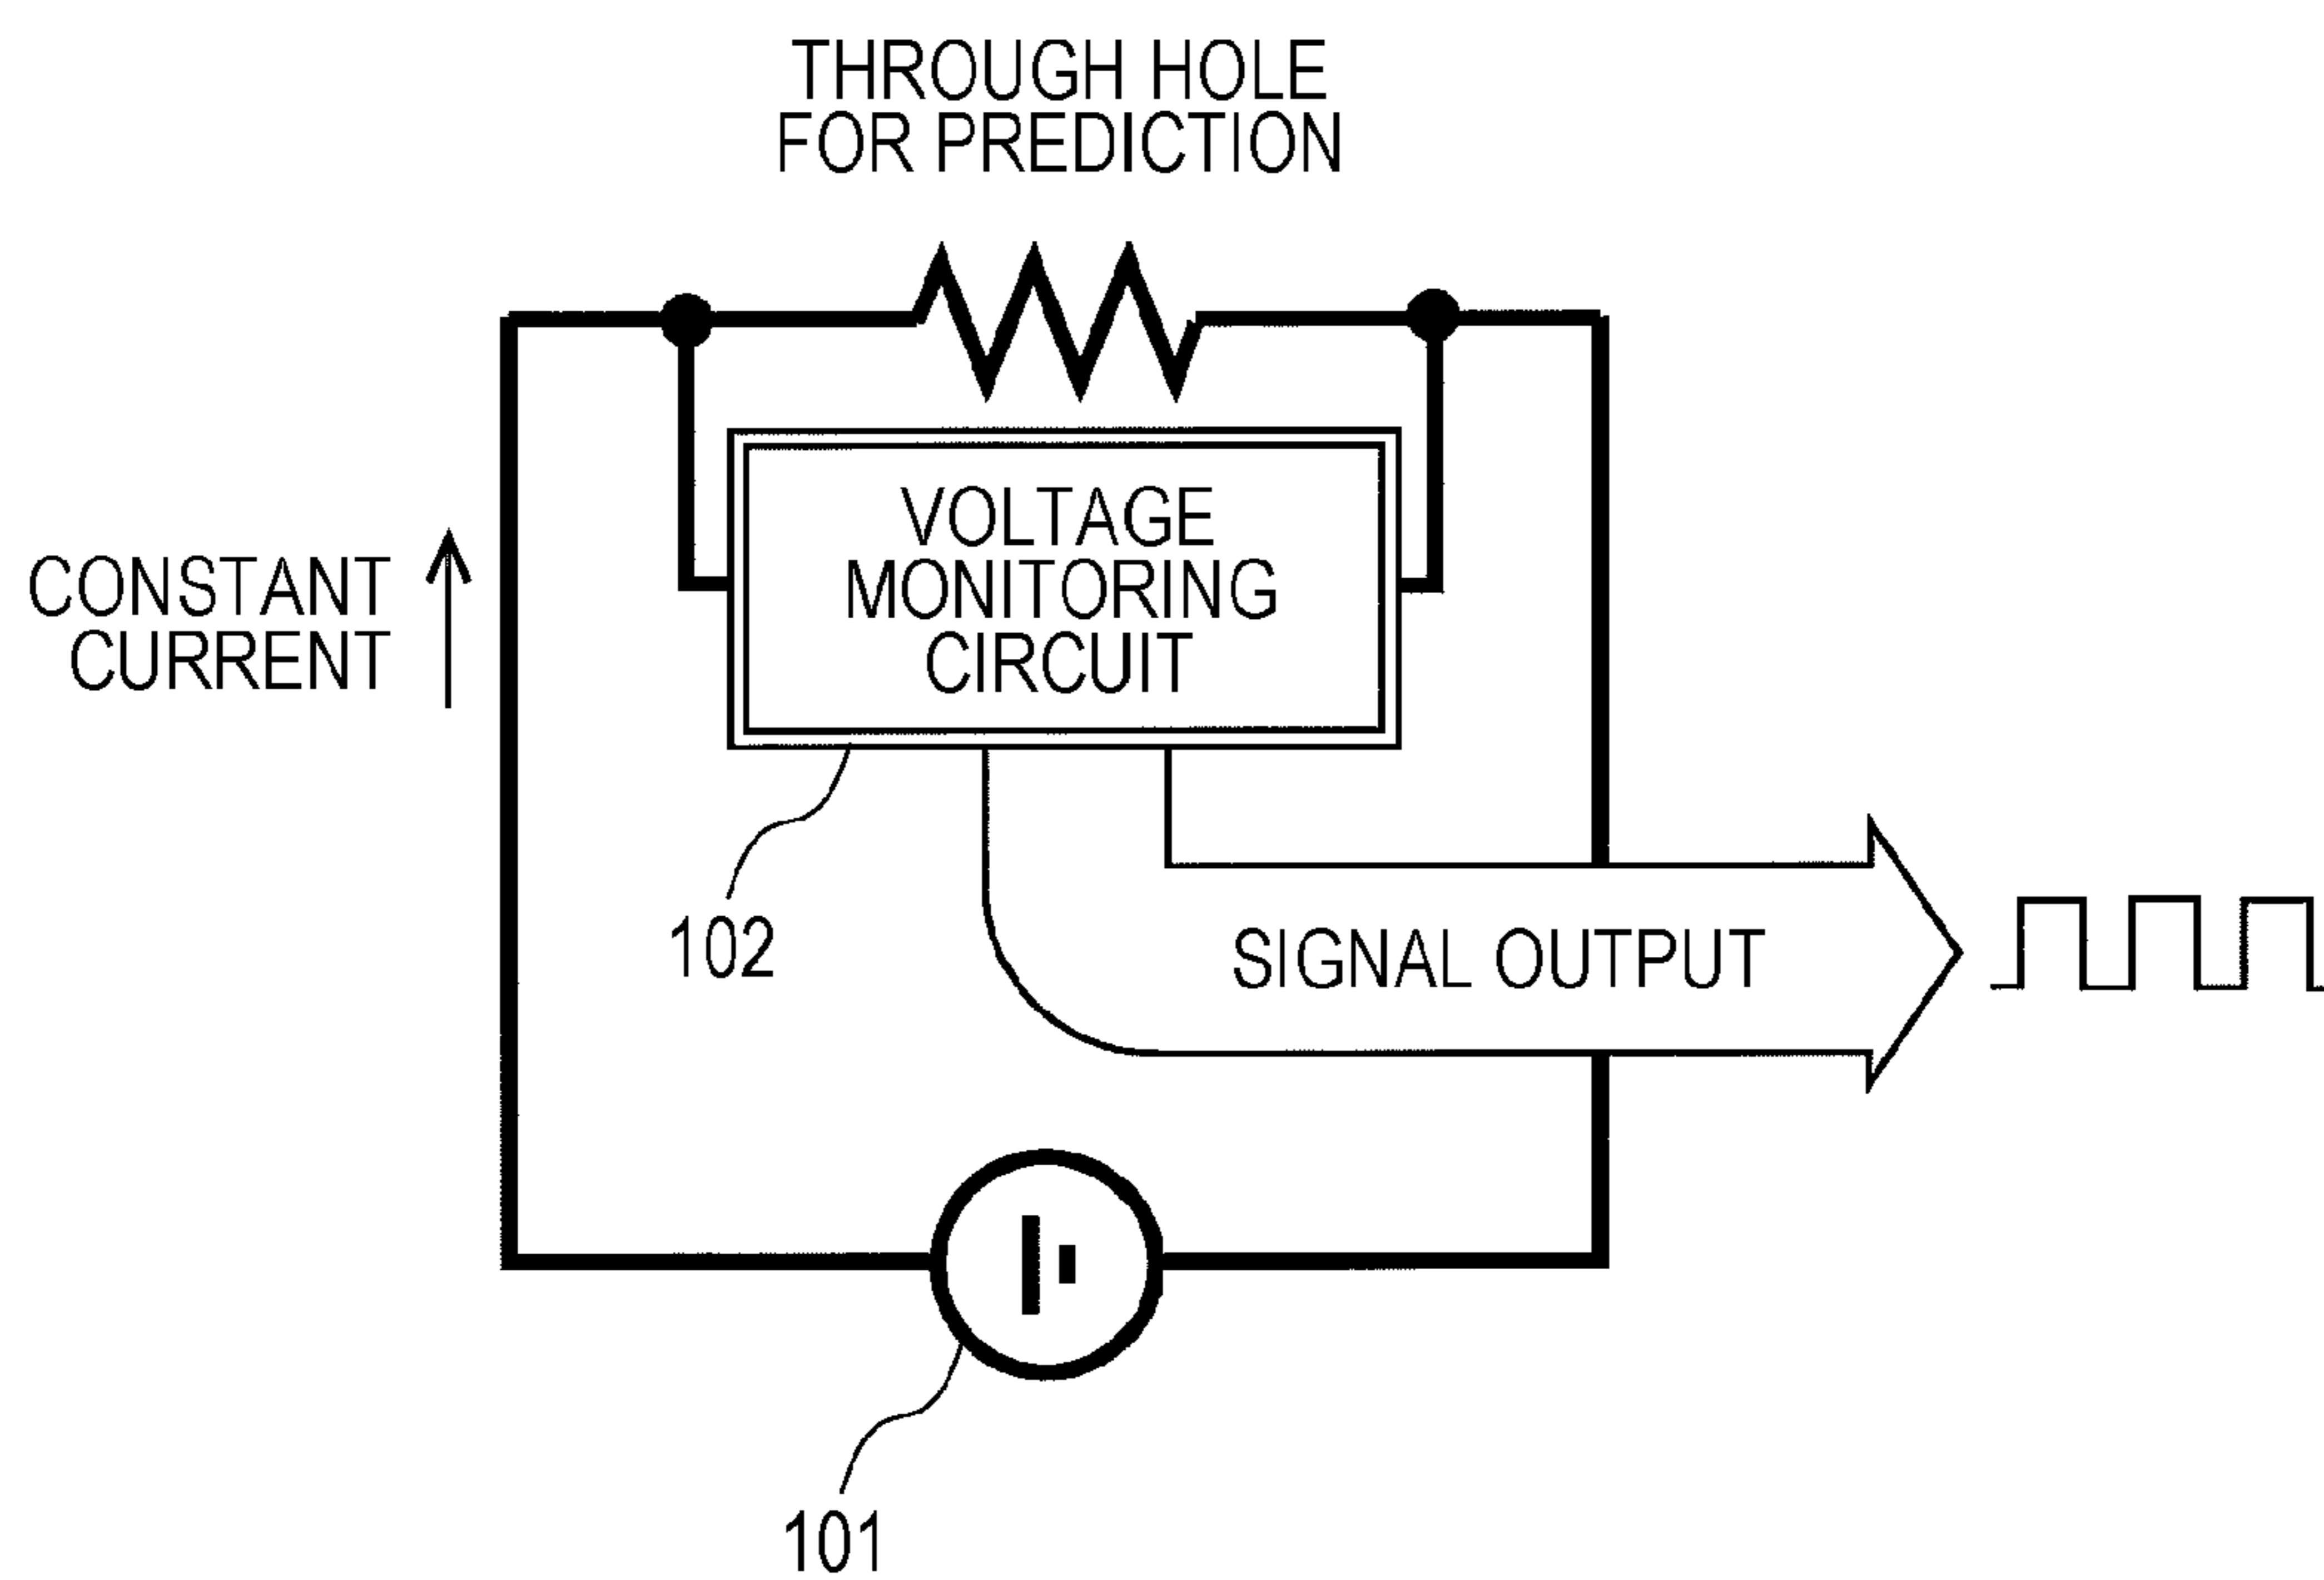 THROUGH HOLE
FOR PREDICTION
VOLTAGE
MONITORING
CIRCUIT
CONSTANT
CURRENT
102
SIGNAL OUTPUT
101